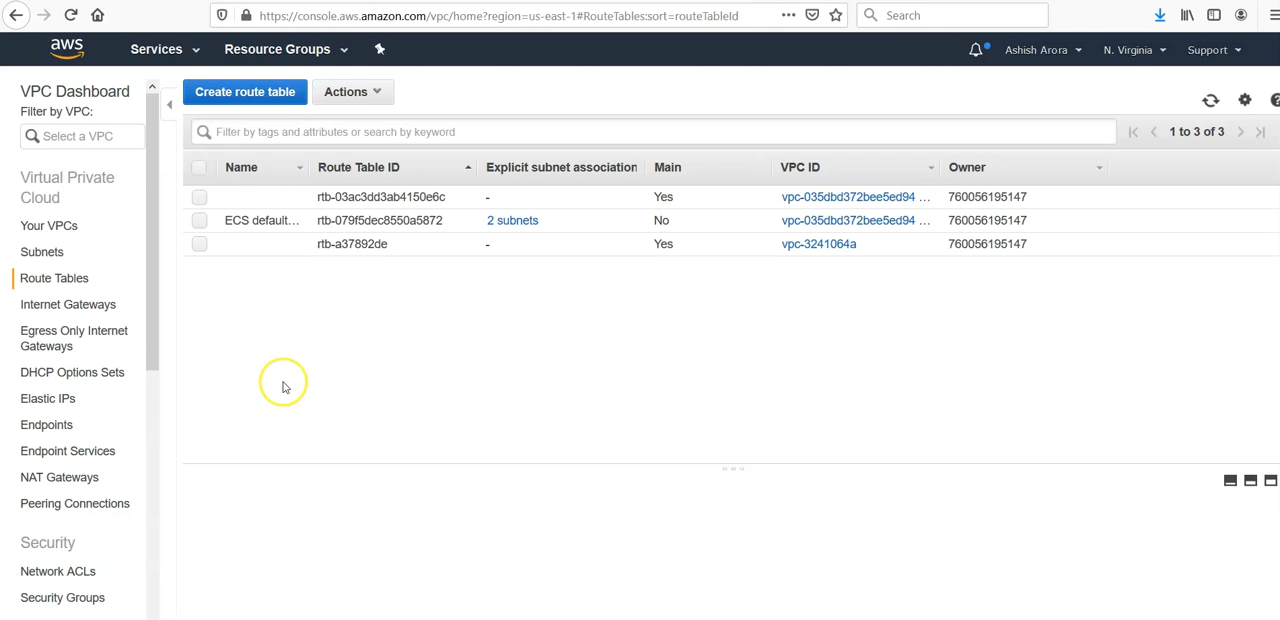 https://console.aws.amazon.com/vpc/home?region=us-east-1#RouteTables:sort=routeTableId
Search
aws
Services
Resource Groups
Ashish Arora
N. Virginia
Support
VPC Dashboard
Filter by VPC:
Select a VPC
Virtual Private
Cloud
Your VPCs
Subnets
Route Tables
Internet Gateways
Egress Only Internet
Gateways
DHCP Options Sets
Elastic IPs
Endpoints
Endpoint Services
NAT Gateways
Peering Connections
Security
Network ACLs
Security Groups
Create route table
Actions
Filter by tags and attributes or search by keyword
1 to 3 of 3
Name Route Table ID Explicit subnet association Main VPC ID Owner
rtb-03ac3dd3ab4150e6c - Yes vpc-035dbd372bee5ed94 ... 760056195147
ECS default... rtb-079f5dec8550a5872 2 subnets No vpc-035dbd372bee5ed94 ... 760056195147
rtb-a37892de - Yes vpc-3241064a 760056195147